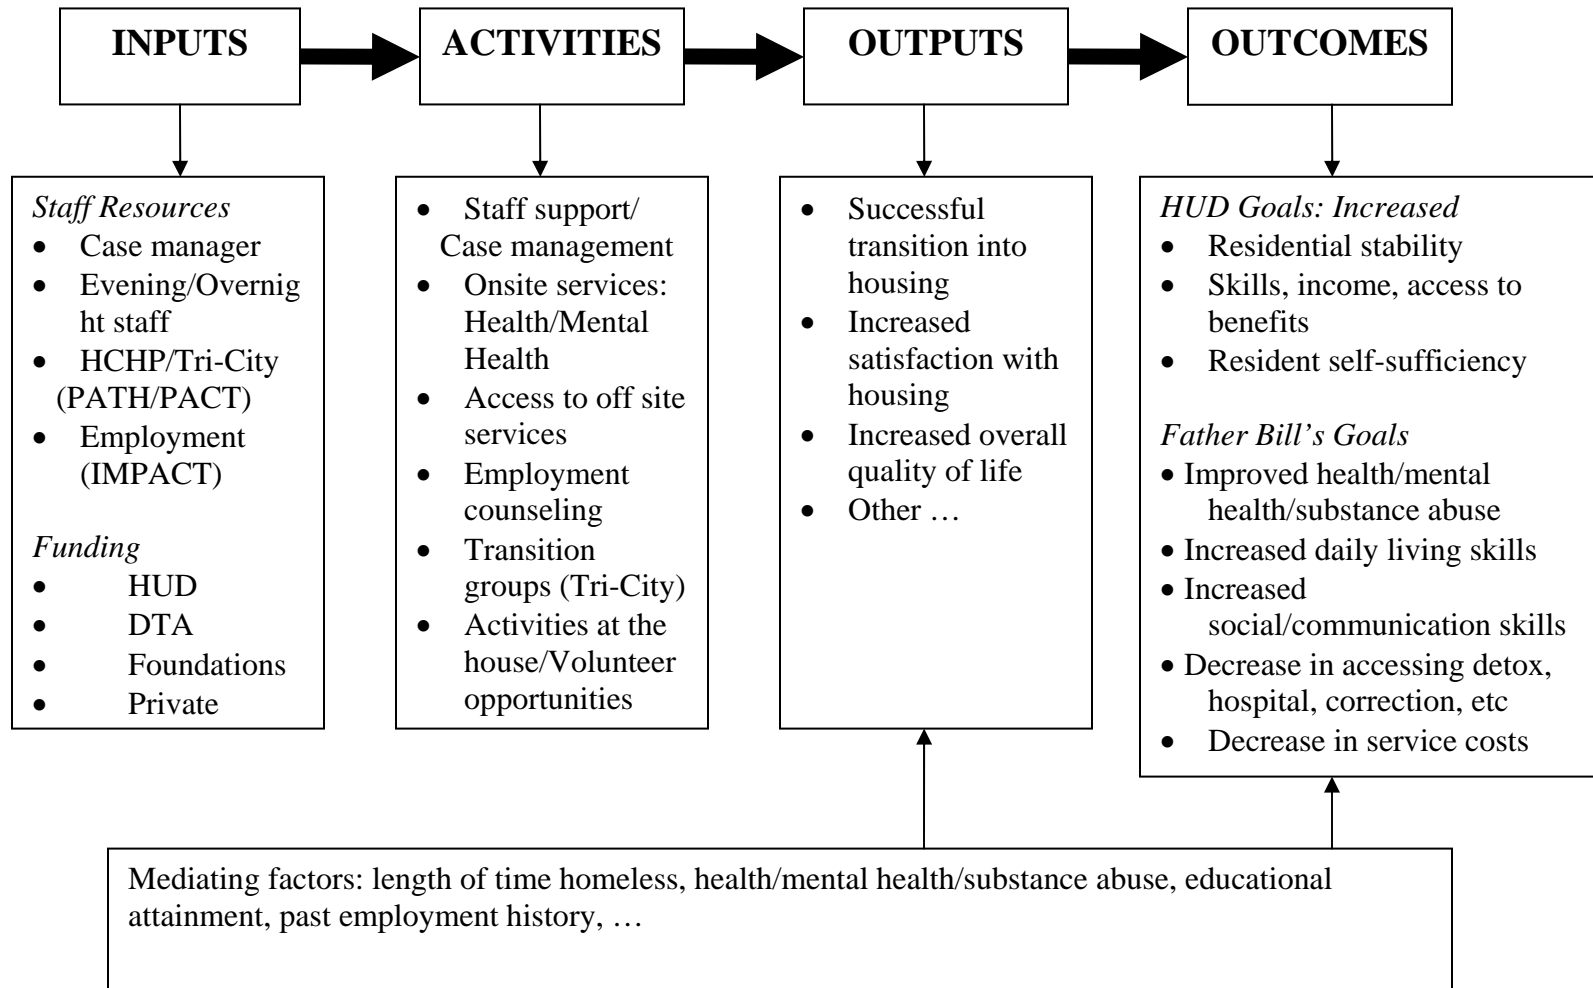 INPUTS
ACTIVITIES
OUTPUTS
OUTCOMES
Staff Resources
• Case manager
• Evening/Overnig
ht staff
• HCHP/Tri-City
(PATH/PACT)
• Employment
(IMPACT)
Funding
• HUD
• DTA
• Foundations
• Private
• Staff support/
Case management
• Onsite services:
Health/Mental
Health
• Access to off site
services
• Employment
counseling
• Transition
groups (Tri-City)
• Activities at the
house/Volunteer
opportunities
• Successful
transition into
housing
• Increased
satisfaction with
housing
• Increased overall
quality of life
• Other …
HUD Goals: Increased
• Residential stability
• Skills, income, access to
benefits
• Resident self-sufficiency
Father Bill’s Goals
• Improved health/mental
health/substance abuse
• Increased daily living skills
• Increased
social/communication skills
• Decrease in accessing detox,
hospital, correction, etc
• Decrease in service costs
Mediating factors: length of time homeless, health/mental health/substance abuse, educational
attainment, past employment history, …